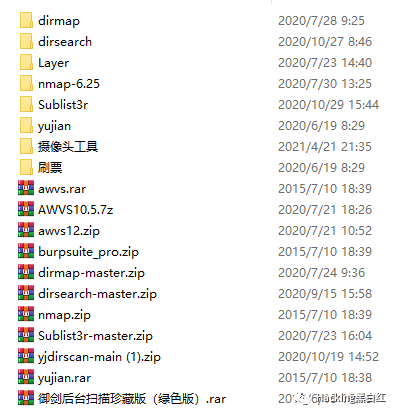 dirmap 2020/7/28 9:25
dirsearch 2020/10/27 8:46
Layer 2020/7/23 14:40
nmap-6.25 2020/7/30 13:25
Sublist3r 2020/10/29 15:44
yujian 2020/6/19 8:29
摄像头工具 2021/4/21 21:35
刷票 2020/6/19 8:29
awvs.rar 2015/7/10 18:39
AWVS10.5.7z 2020/7/21 18:26
awvs12.zip 2020/7/21 10:52
burpsuite_pro.zip 2015/7/10 18:39
dirmap-master.zip 2020/7/24 9:36
dirsearch-master.zip 2020/9/15 15:58
nmap.zip 2015/7/10 18:39
Sublist3r-master.zip 2020/7/23 16:04
yjdirscan-main (1).zip 2020/10/19 14:52
yujian.rar 2015/7/10 18:38
御剑后台扫描珍藏版（绿色版）.rar 18:39